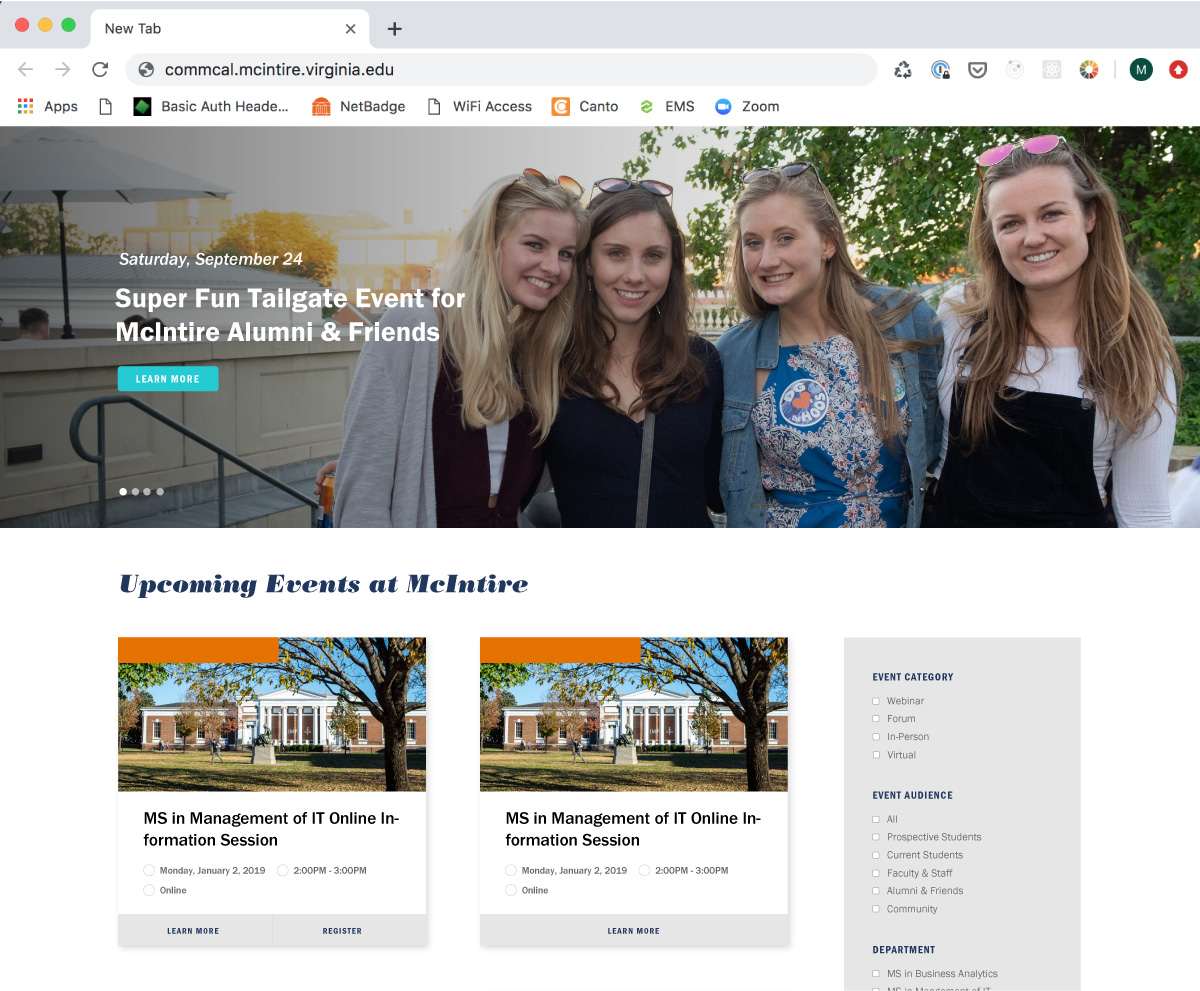 New Tab
commcal.mcintire.virginia.edu
M
Apps
Basic Auth Heade...
NetBadge
WiFi Access
Canto
EMS
Zoom
Saturday, September 24
Super Fun Tailgate Event for
McIntire Alumni & Friends
LEARN MORE
Upcoming Events at McIntire
MS in Management of IT Online In-
formation Session
Monday, January 2, 2019
2:00PM - 3:00PM
Online
LEARN MORE
REGISTER
MS in Management of IT Online In-
formation Session
Monday, January 2, 2019
2:00PM - 3:00PM
Online
LEARN MORE
EVENT CATEGORY
Webinar
Forum
In-Person
Virtual
EVENT AUDIENCE
All
Prospective Students
Current Students
Faculty & Staff
Alumni & Friends
Community
DEPARTMENT
MS in Business Analytics